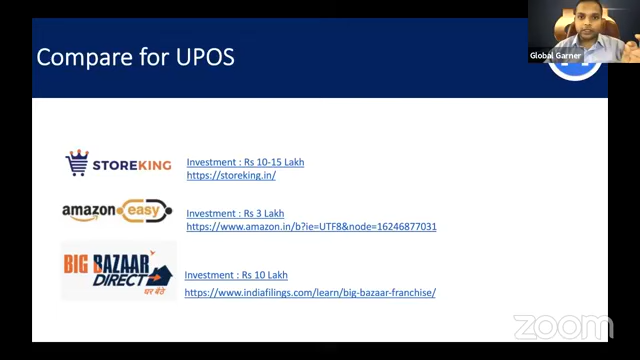 Compare for UPOS
Global Garner
STOREKING
Investment : Rs 10-15 Lakh
https://storeking.in/
amazon easy
Investment : Rs 3 Lakh
https://www.amazon.in/b?ie=UTF8&node=16246877031
BIG BAZAAR
DIRECT
घर बैठे
Investment : Rs 10 Lakh
https://www.indiafilings.com/learn/big-bazaar-franchise/
zoom